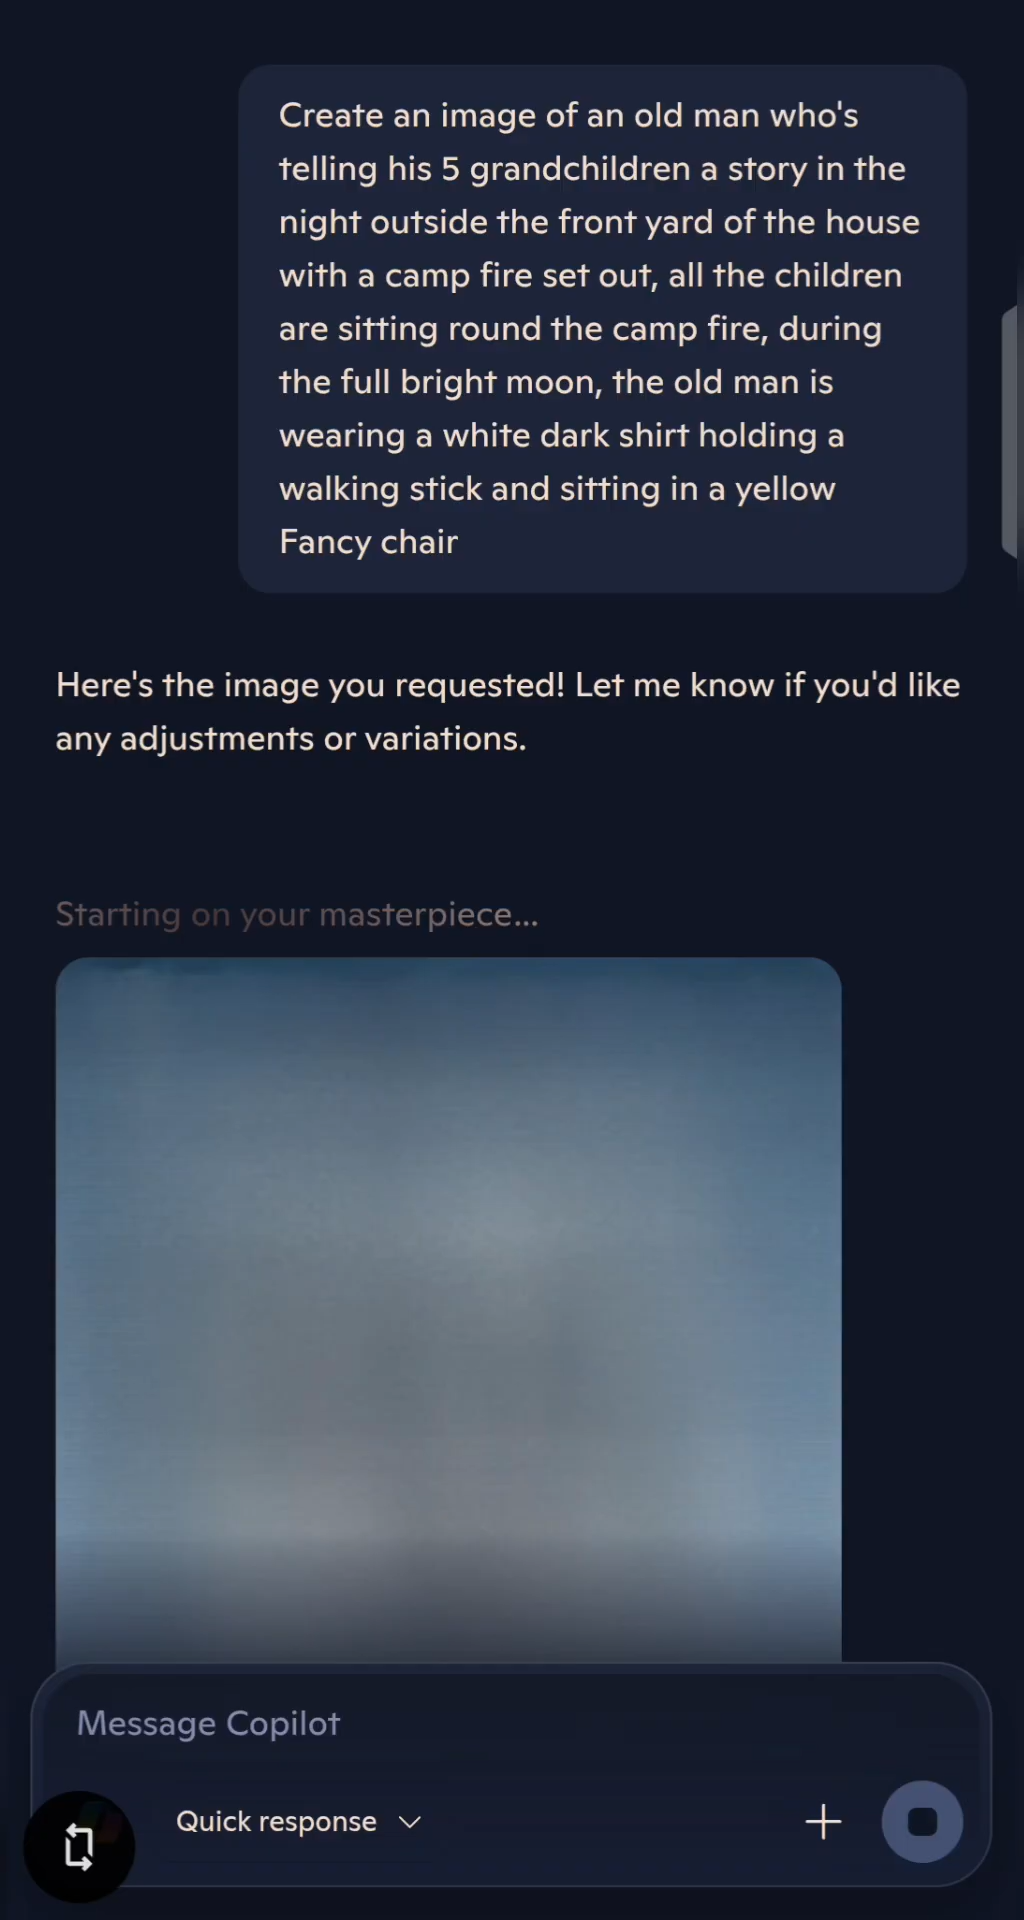 Create an image of an old man who's
telling his 5 grandchildren a story in the
night outside the front yard of the house
with a camp fire set out, all the children
are sitting round the camp fire, during
the full bright moon, the old man is
wearing a white dark shirt holding a
walking stick and sitting in a yellow
Fancy chair
Here's the image you requested! Let me know if you'd like
any adjustments or variations.
Starting on your masterpiece...
Message Copilot
Quick response